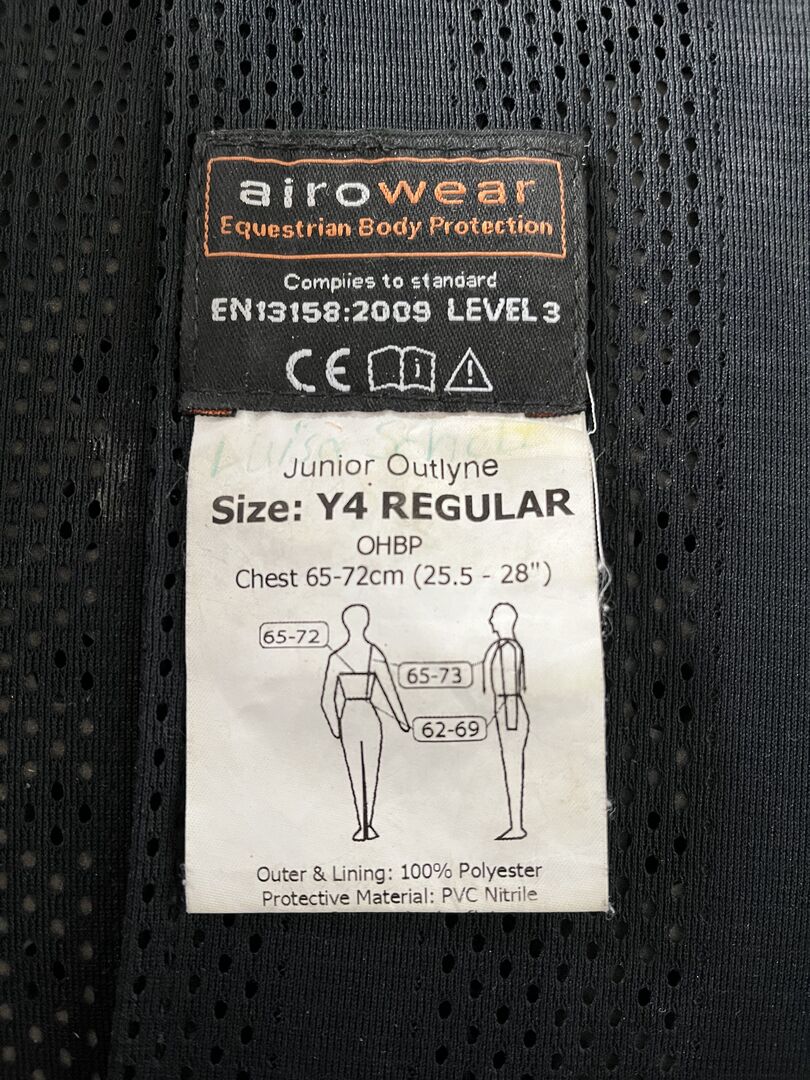 airowear
Equestrian Body Protection
Complies to standard
EN13158:2009 LEVEL 3
CE i
Luisa
Junior Outlyne
Size: Y4 REGULAR
OHBP
Chest 65-72cm (25.5 - 28")
65-72
65-73
62-69
Outer & Lining: 100% Polyester
Protective Material: PVC Nitrile